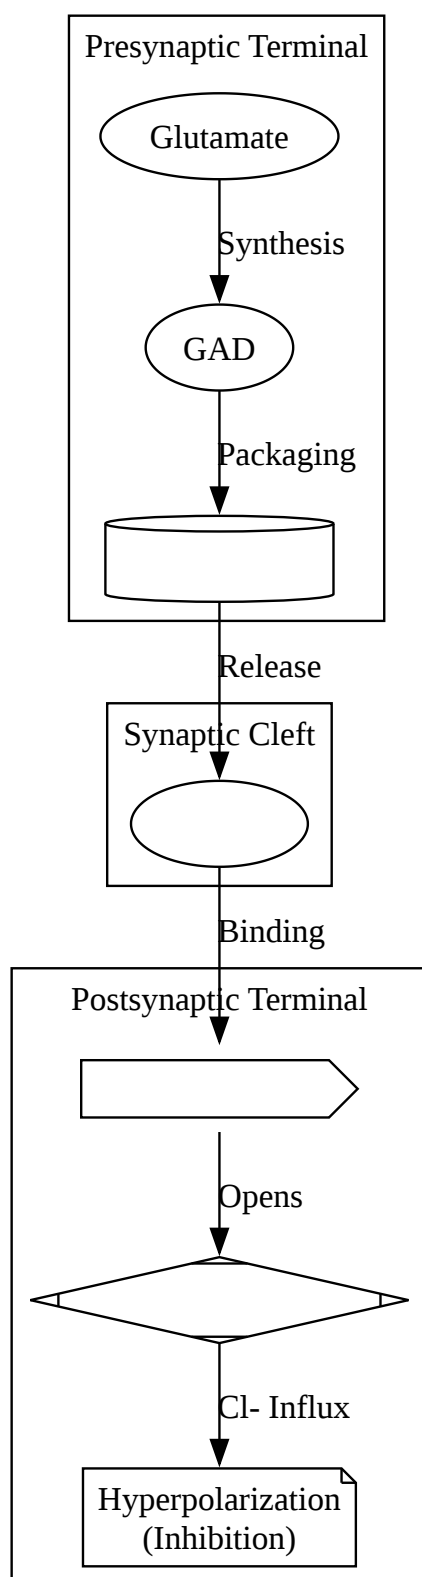 Presynaptic Terminal
Glutamate
Synthesis
GAD
Packaging
Release
Synaptic Cleft
Binding
Postsynaptic Terminal
Opens
Cl- Influx
Hyperpolarization
(Inhibition)